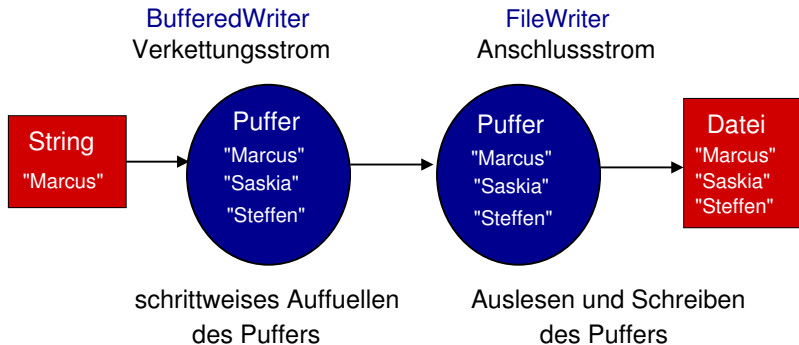 BufferedWriter
Verkettungsstrom
FileWriter
Anschlussstrom
String
"Marcus"
Puffer
"Marcus"
"Saskia"
"Steffen"
Puffer
"Marcus"
"Saskia"
"Steffen"
Datei
"Marcus"
"Saskia"
"Steffen"
schrittweises Auffuellen
des Puffers
Auslesen und Schreiben
des Puffers